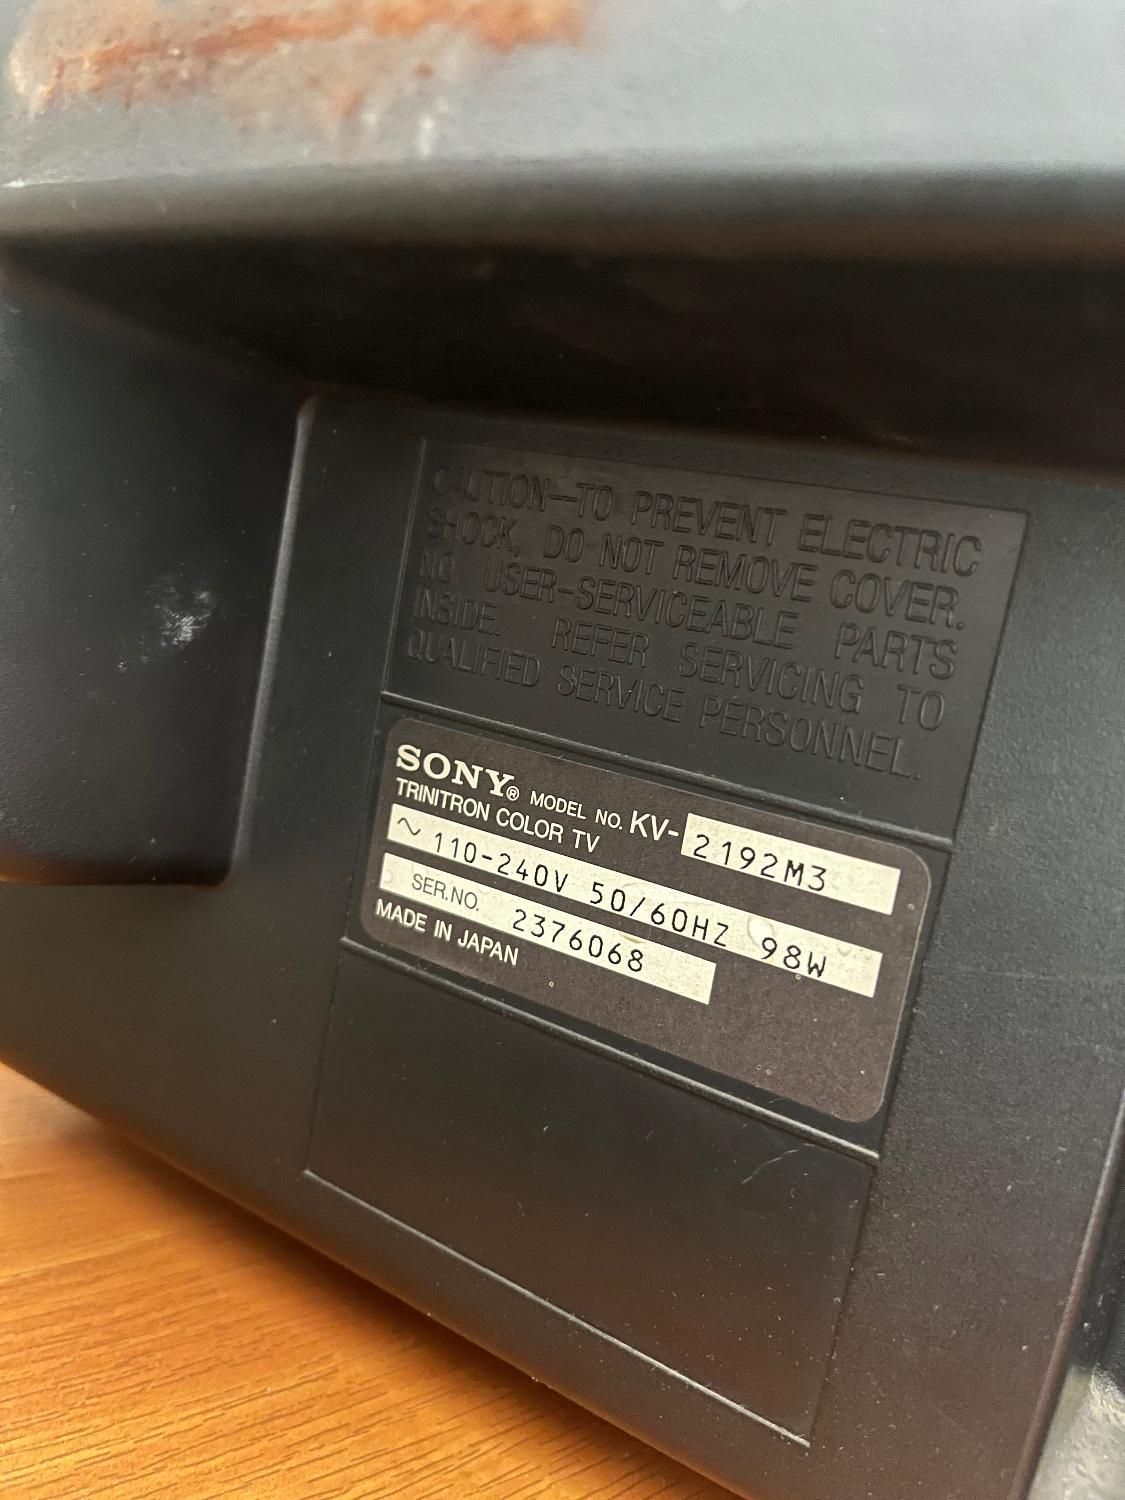 CAUTION—TO PREVENT ELECTRIC
SHOCK, DO NOT REMOVE COVER.
NO USER-SERVICEABLE PARTS
INSIDE. REFER SERVICING TO
QUALIFIED SERVICE PERSONNEL.
SONY® MODEL NO. KV-2192M3
TRINITRON COLOR TV
~ 110-240V 50/60HZ 98W
SER.NO. 2376068
MADE IN JAPAN